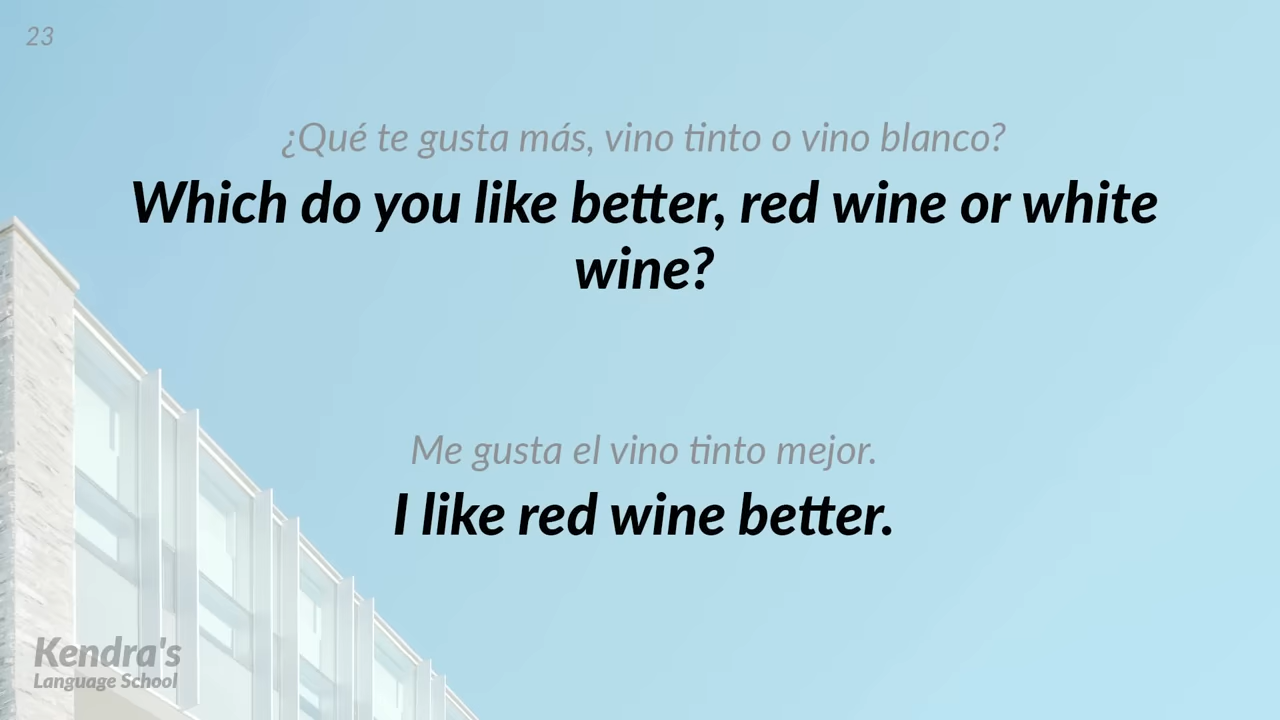 23
¿Qué te gusta más, vino tinto o vino blanco?
Which do you like better, red wine or white
wine?
Me gusta el vino tinto mejor.
I like red wine better.
Kendra's
Language School